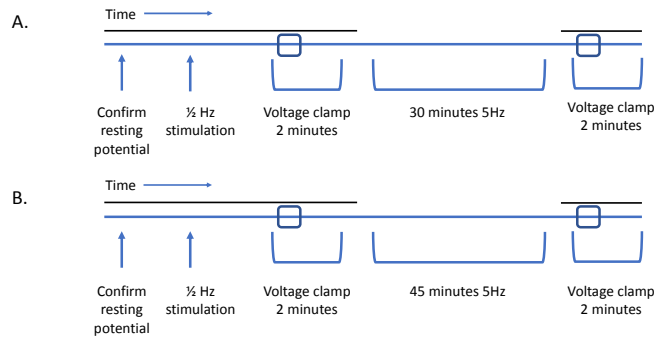 A.
Time
Confirm
resting
potential
½ Hz
stimulation
Voltage clamp
2 minutes
30 minutes 5Hz
Voltage clamp
2 minutes
B.
Time
Confirm
resting
potential
½ Hz
stimulation
Voltage clamp
2 minutes
45 minutes 5Hz
Voltage clamp
2 minutes